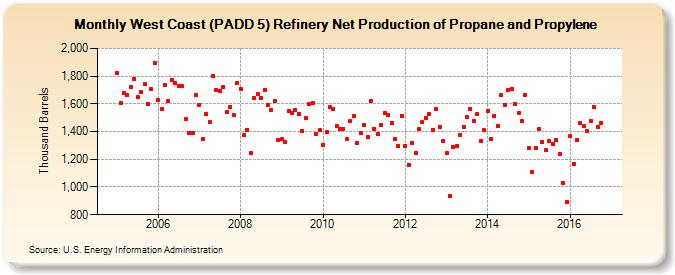 Monthly West Coast (PADD 5) Refinery Net Production of Propane and Propylene
Thousand Barrels
2,000
1,800
1,600
1,400
1,200
1,000
800
2006 2008 2010 2012 2014 2016
Source: U.S. Energy Information Administration